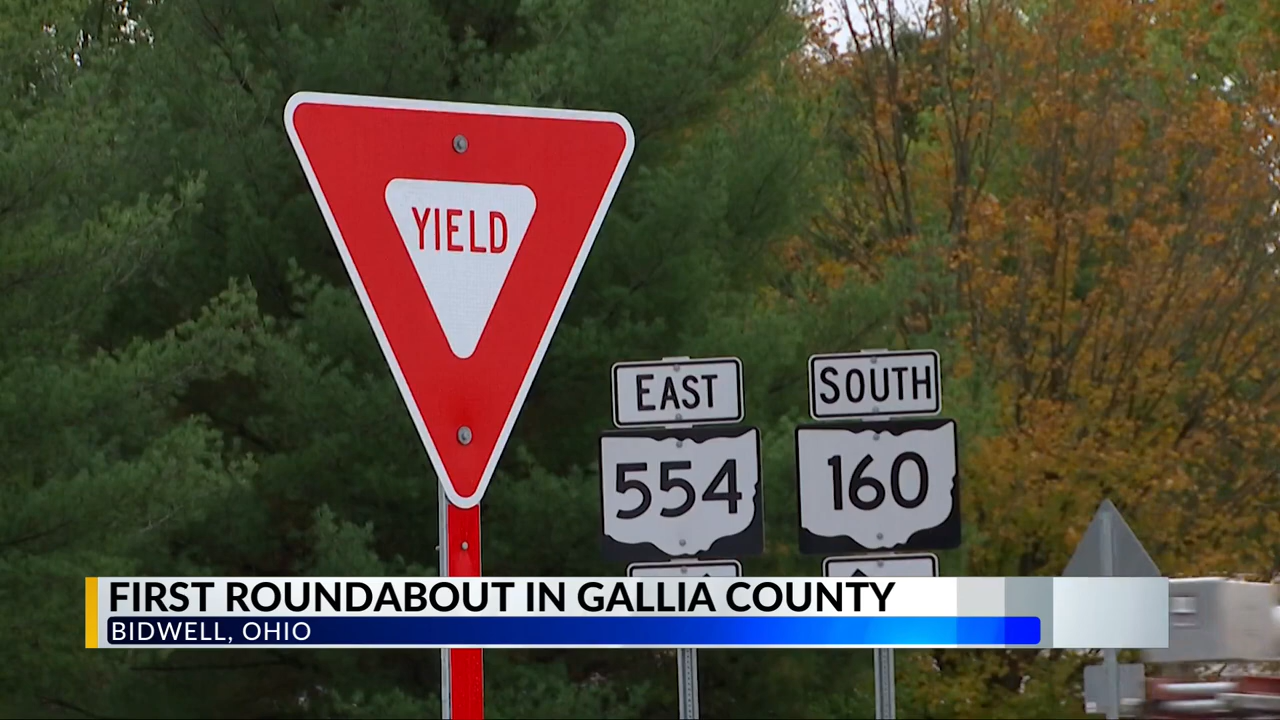 YIELD
EAST
SOUTH
554
160
FIRST ROUNDABOUT IN GALLIA COUNTY
BIDWELL, OHIO